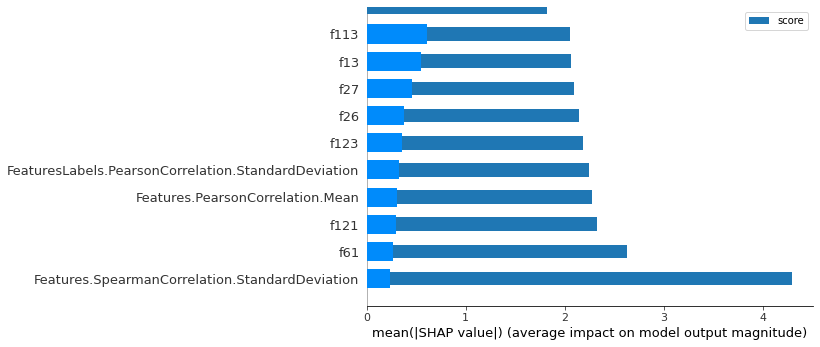 score
f113
f13
f27
f26
f123
FeaturesLabels.PearsonCorrelation.StandardDeviation
Features.PearsonCorrelation.Mean
f121
f61
Features.SpearmanCorrelation.StandardDeviation
0 1 2 3 4
mean(|SHAP value|) (average impact on model output magnitude)